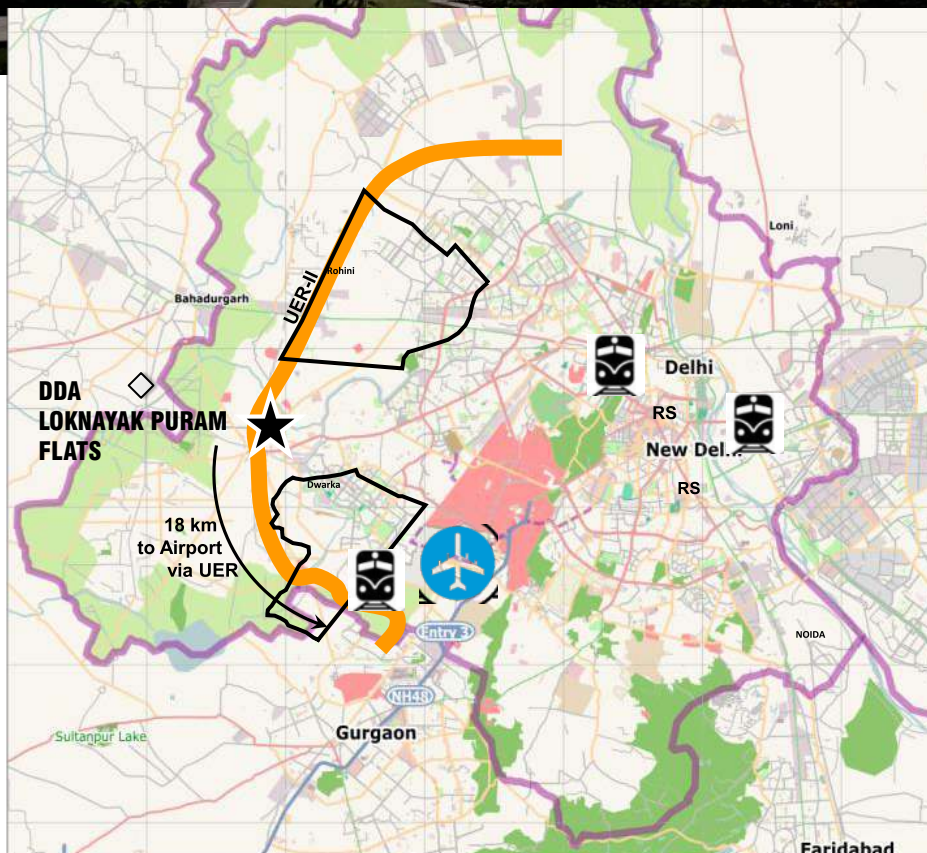 Loni
Rohini
UER-II
Bahadurgarh
Delhi
DDA
LOKNAYAK PURAM
FLATS
RS
New Del..
Dwarka
RS
18 km
to Airport
via UER
Entry 3
NOIDA
NH48
Gurgaon
Sultanpur Lake
Faridabad